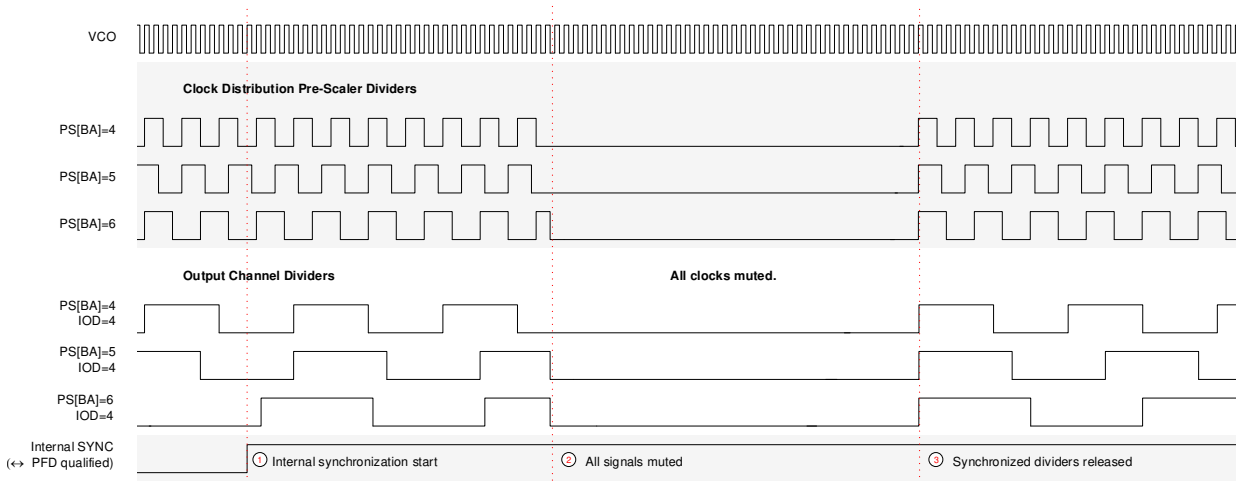 VCO
Clock Distribution Pre-Scaler Dividers
PS[BA]=4
PS[BA]=5
PS[BA]=6
Output Channel Dividers
All clocks muted.
PS[BA]=4
IOD=4
PS[BA]=5
IOD=4
PS[BA]=6
IOD=4
Internal SYNC
(↔ PFD qualified)
1 Internal synchronization start
2 All signals muted
3 Synchronized dividers released